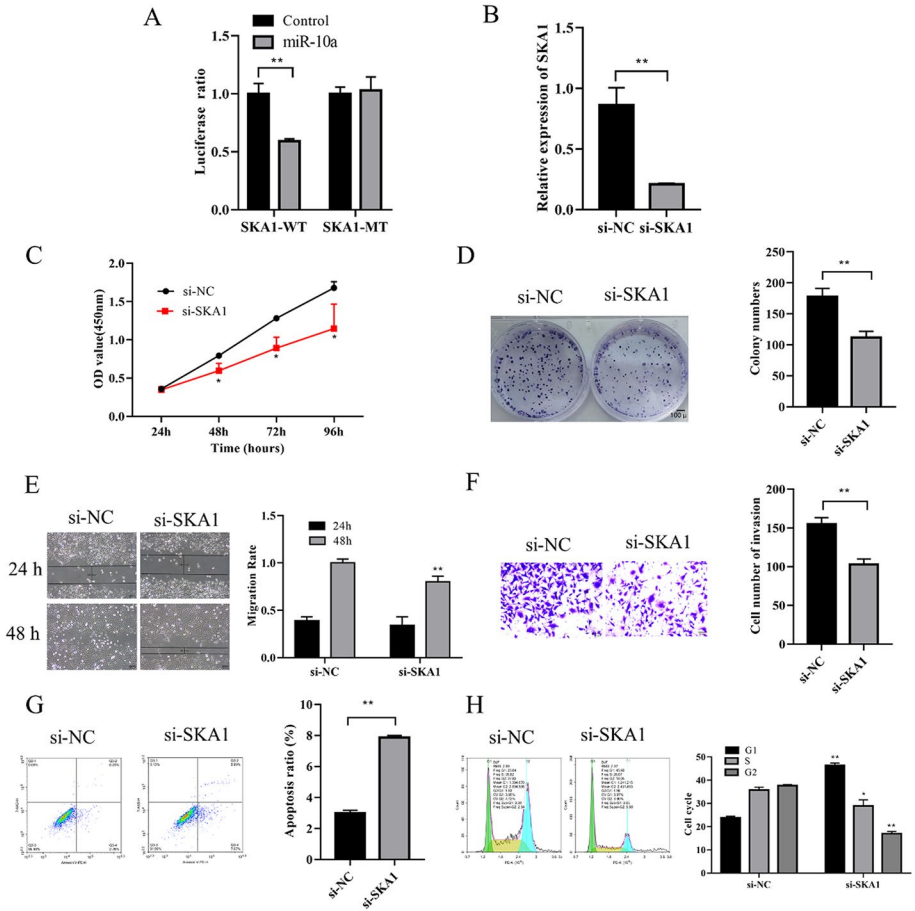 A
Control
miR-10a
**
Luciferase ratio
1.5
1.0
0.5
0.0
SKA1-WT SKA1-MT
B
Relative expression of SKA1
1.5
1.0
0.5
0.0
**
si-NC si-SKA1
C
OD value(450nm)
2.0
1.5
1.0
0.5
0.0
si-NC
si-SKA1
*
*
*
24h 48h 72h 96h
Time (hours)
D
si-NC si-SKA1
100 μ
Colony numbers
250
200
150
100
50
0
**
si-NC
si-SKA1
E
si-NC si-SKA1
24 h
48 h
Migration Rate
1.5
1.0
0.5
0.0
24h
48h
**
si-NC si-SKA1
F
si-NC si-SKA1
Cell number of invasion
200
150
100
50
0
**
si-NC
si-SKA1
G
si-NC si-SKA1
Apoptosis ratio (%)
10
8
6
4
2
0
**
si-NC
si-SKA1
H
si-NC si-SKA1
G1
S
G2
Cell cycle
50
40
30
20
10
0
**
*
**
si-NC si-SKA1